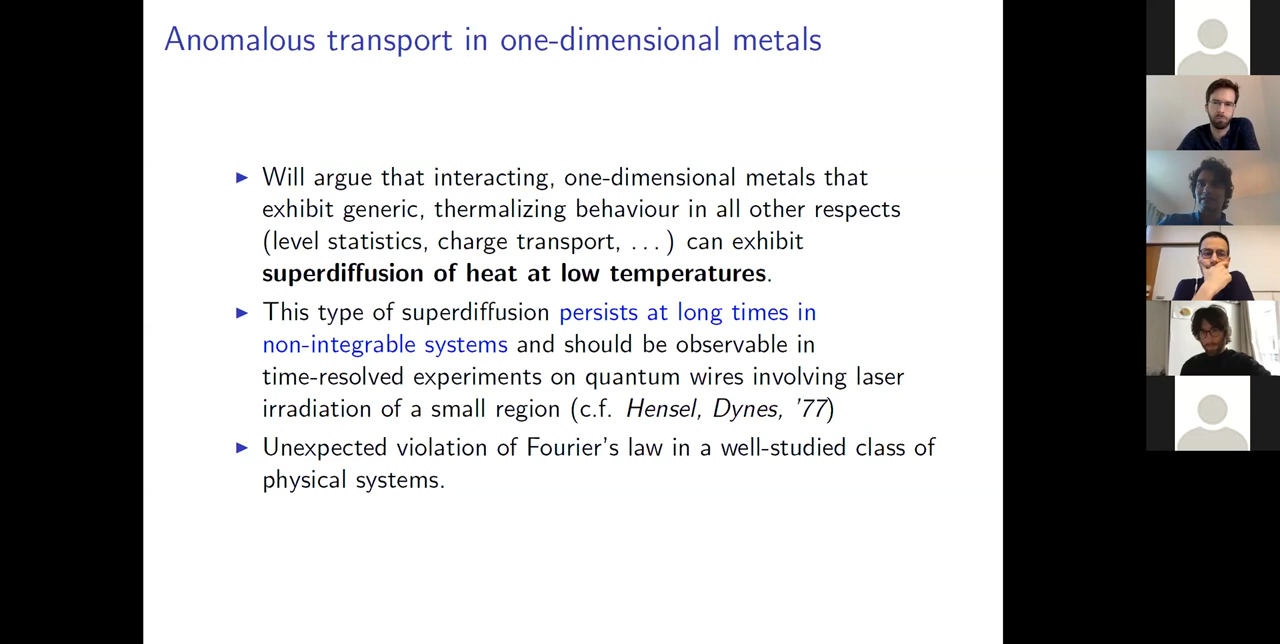 Anomalous transport in one-dimensional metals
▶ Will argue that interacting, one-dimensional metals that
exhibit generic, thermalizing behaviour in all other respects
(level statistics, charge transport, ...) can exhibit
superdiffusion of heat at low temperatures.
▶ This type of superdiffusion persists at long times in
non-integrable systems and should be observable in
time-resolved experiments on quantum wires involving laser
irradiation of a small region (c.f. Hensel, Dynes, '77)
▶ Unexpected violation of Fourier's law in a well-studied class of
physical systems.